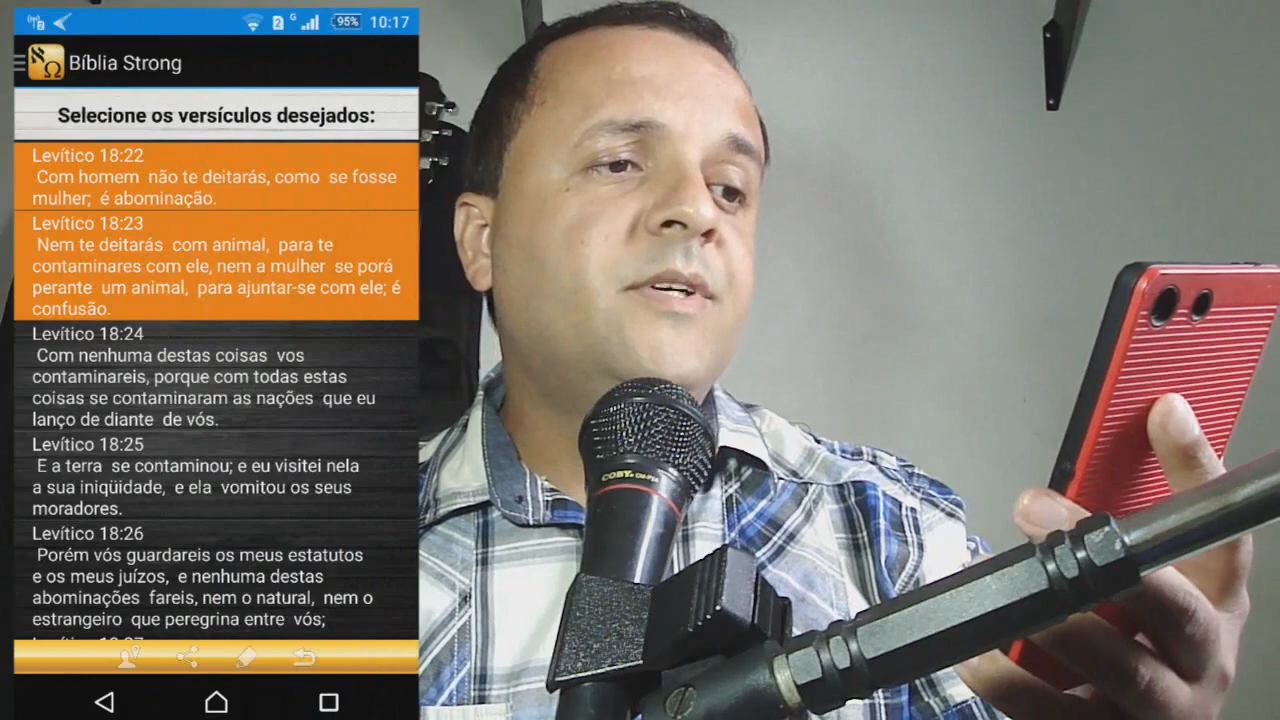 2 G 95% 10:17
Bíblia Strong
Selecione os versículos desejados:
Levítico 18:22
Com homem não te deitarás, como se fosse
mulher; é abominação.
Levítico 18:23
Nem te deitarás com animal, para te
contaminares com ele, nem a mulher se porá
perante um animal, para ajuntar-se com ele; é
confusão.
Levítico 18:24
Com nenhuma destas coisas vos
contaminareis, porque com todas estas
coisas se contaminaram as nações que eu
lanço de diante de vós.
Levítico 18:25
E a terra se contaminou; e eu visitei nela
a sua iniqüidade, e ela vomitou os seus
moradores.
Levítico 18:26
Porém vós guardareis os meus estatutos
e os meus juízos, e nenhuma destas
abominações fareis, nem o natural, nem o
estrangeiro que peregrina entre vós;
COBY